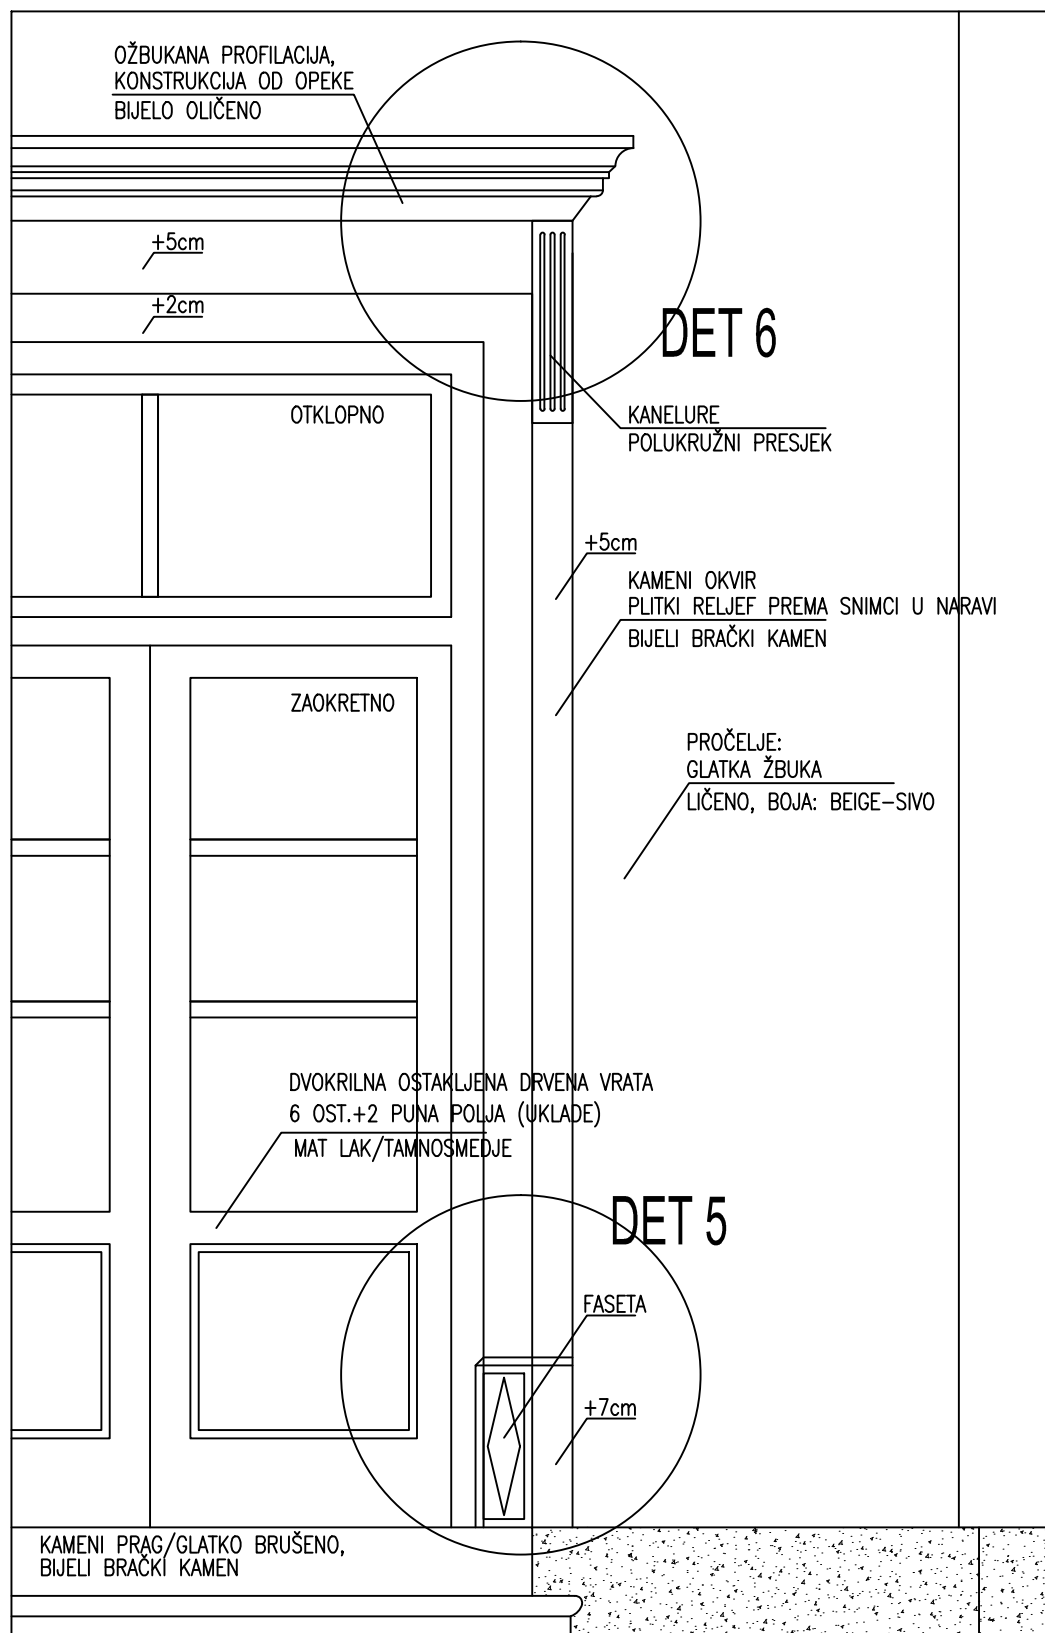 OŽBUKANA PROFILACIJA,
KONSTRUKCIJA OD OPEKE
BIJELO OLIČENO
+5cm
+2cm
DET 6
OTKLOPNO
KANELURE
POLUKRUŽNI PRESJEK
+5cm
KAMENI OKVIR
PLITKI RELJEF PREMA SNIMCI U NARAVI
BIJELI BRAČKI KAMEN
ZAOKRETNO
PROČELJE:
GLATKA ŽBUKA
LIČENO, BOJA: BEIGE-SIVO
DVOKRILNA OSTAKLJENA DRVENA VRATA
6 OST.+2 PUNA POLJA (UKLADE)
MAT LAK/TAMNOSMEDJE
DET 5
FASETA
+7cm
KAMENI PRAG/GLATKO BRUŠENO,
BIJELI BRAČKI KAMEN